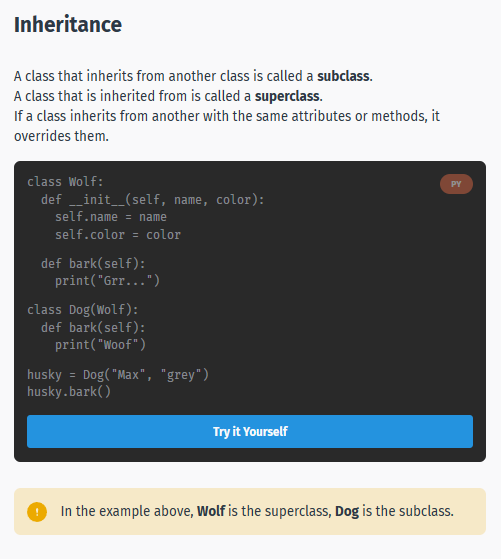 Inheritance
A class that inherits from another class is called a subclass.
A class that is inherited from is called a superclass.
If a class inherits from another with the same attributes or methods, it
overrides them.
PY
class Wolf:
  def __init__(self, name, color):
    self.name = name
    self.color = color
  def bark(self):
    print("Grr...")
class Dog(Wolf):
  def bark(self):
    print("Woof")
husky = Dog("Max", "grey")
husky.bark()
Try it Yourself
! In the example above, Wolf is the superclass, Dog is the subclass.